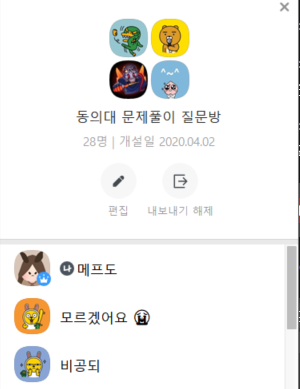 동의대 문제풀이 질문방
28명 | 개설일 2020.04.02
편집 내보내기 해제
나 메프도
모르겠어요 😭
비공되